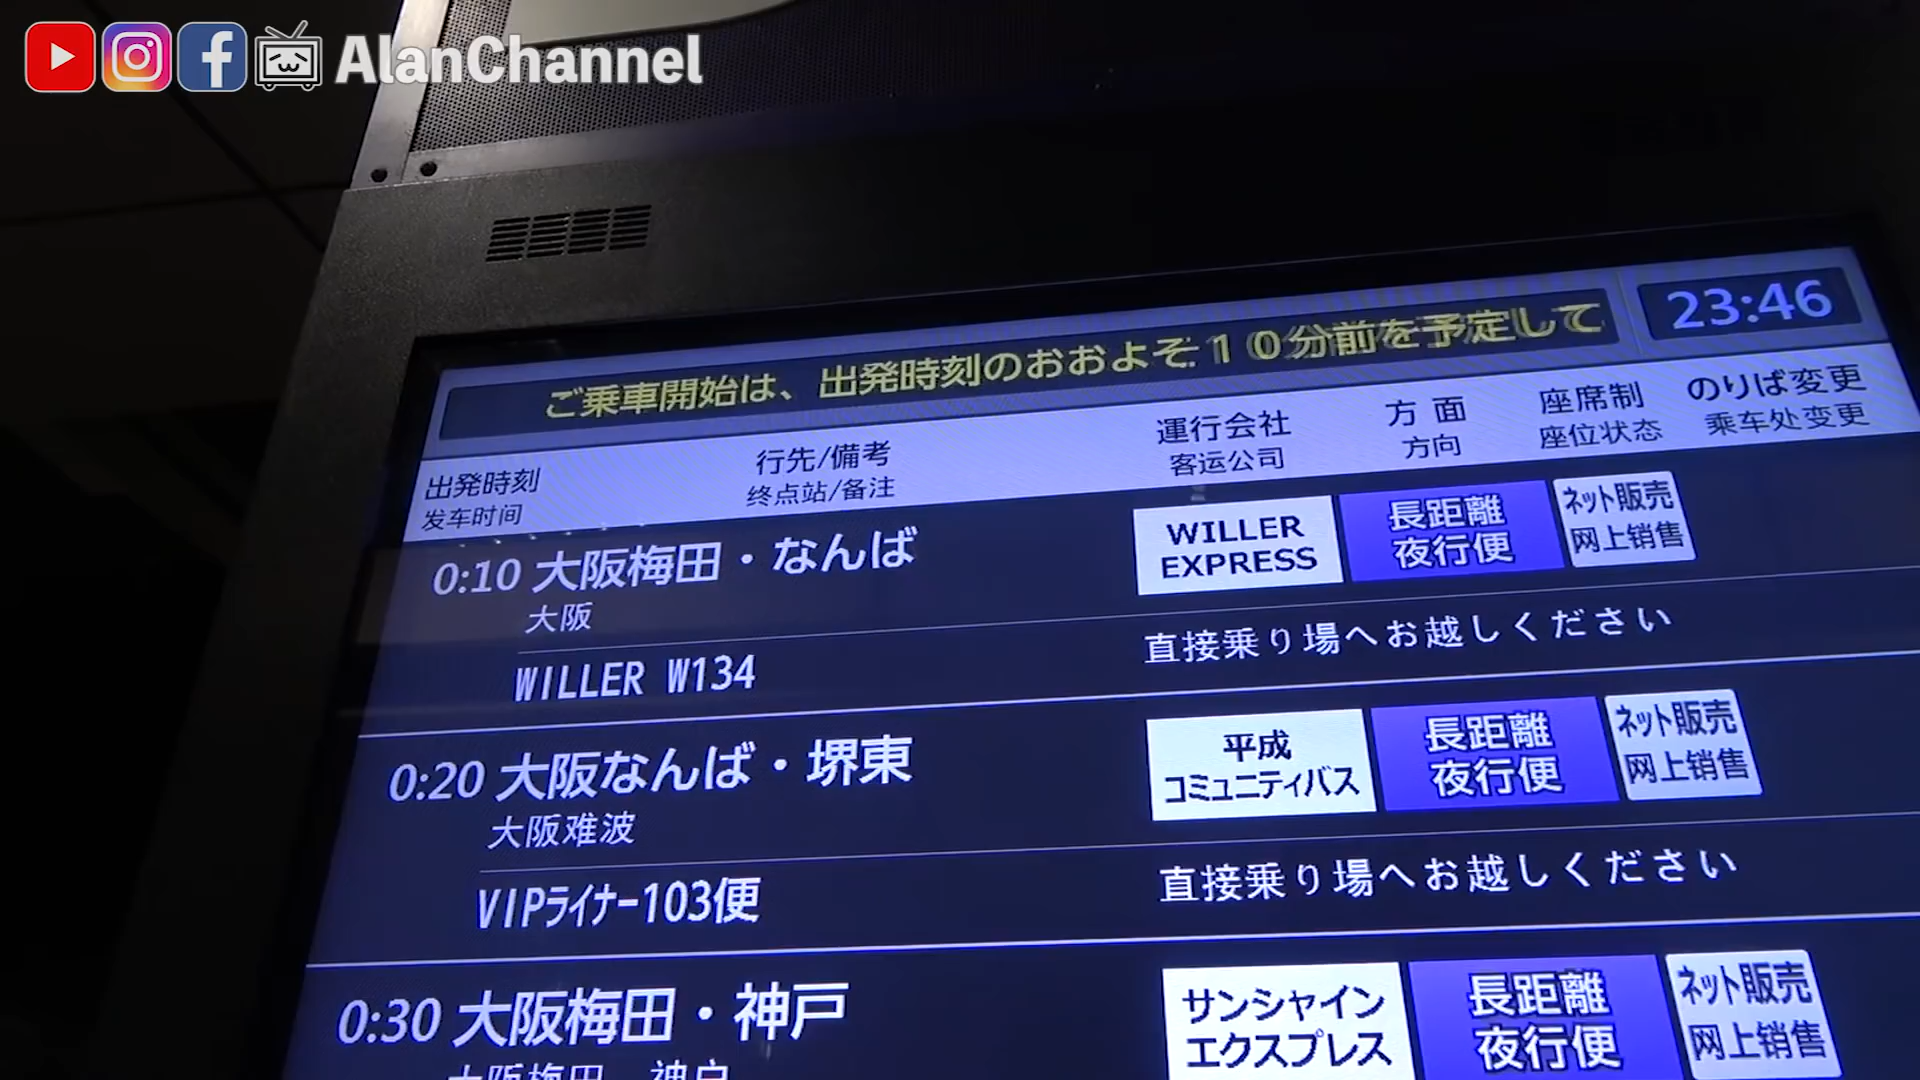 AlanChannel
23:46
ご乗車開始は、出発時刻のおおよそ10分前を予定して
出発時刻 行先/備考 運行会社 方面 座席制 のりば変更
发车时间 终点站/备注 客运公司 方向 座位状态 乘车处变更
0:10 大阪梅田・なんば WILLER EXPRESS 長距離 夜行便 ネット販売 网上销售
大阪
WILLER W134 直接乗り場へお越しください
0:20 大阪なんば・堺東 平成 コミュニティバス 長距離 夜行便 ネット販売 网上销售
大阪难波
VIPライナー103便 直接乗り場へお越しください
0:30 大阪梅田・神戸 サンシャイン エクスプレス 長距離 夜行便 ネット販売 网上销售
大阪梅田 神户